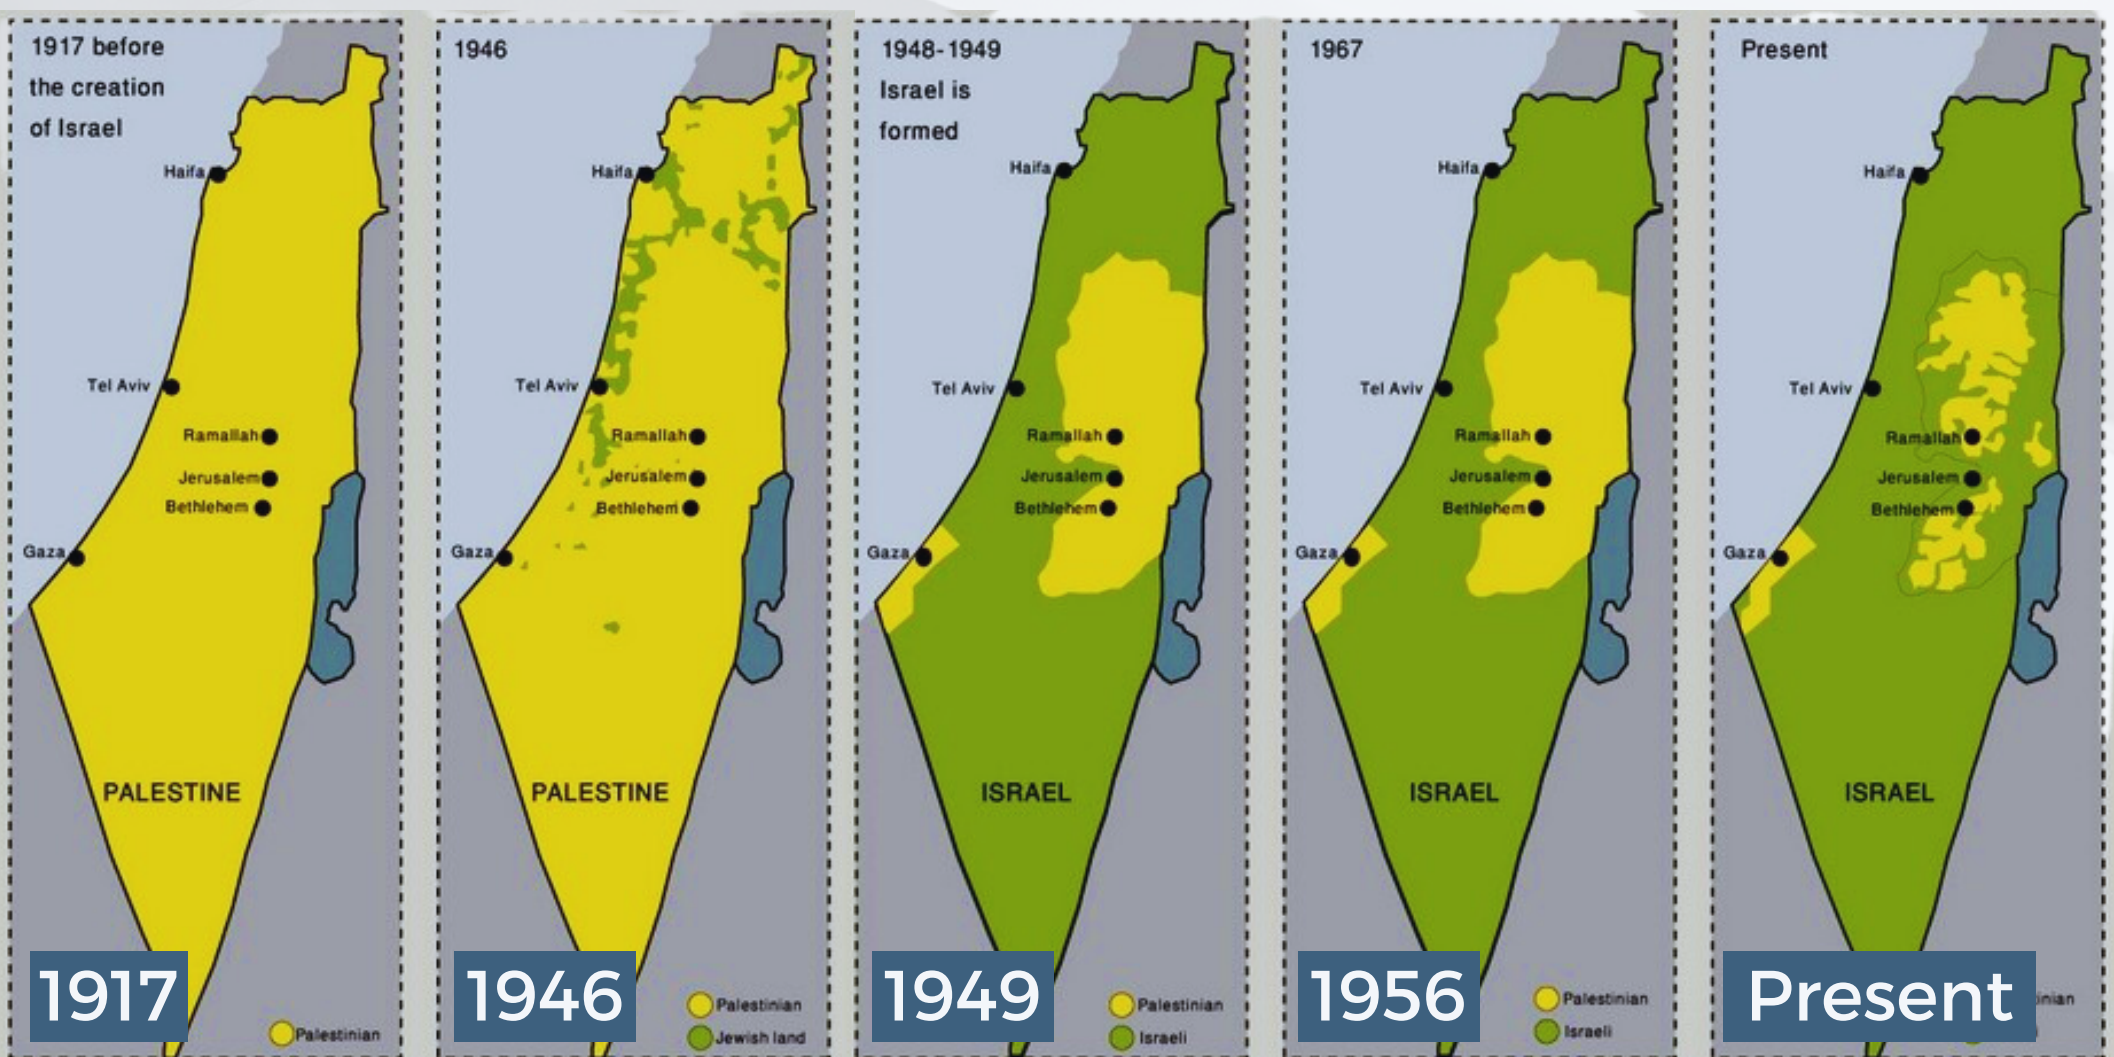 1917 before
the creation
of Israel
Haifa
Tel Aviv
Ramallah
Jerusalem
Bethlehem
Gaza
PALESTINE
1917
Palestinian
1946
Haifa
Tel Aviv
Ramallah
Jerusalem
Bethlehem
Gaza
PALESTINE
1946
Palestinian
Jewish land
1948-1949
Israel is
formed
Haifa
Tel Aviv
Ramallah
Jerusalem
Bethlehem
Gaza
ISRAEL
1949
Palestinian
Israeli
1967
Haifa
Tel Aviv
Ramallah
Jerusalem
Bethlehem
Gaza
ISRAEL
1956
Palestinian
Israeli
Present
Haifa
Tel Aviv
Ramallah
Jerusalem
Bethlehem
Gaza
ISRAEL
Present